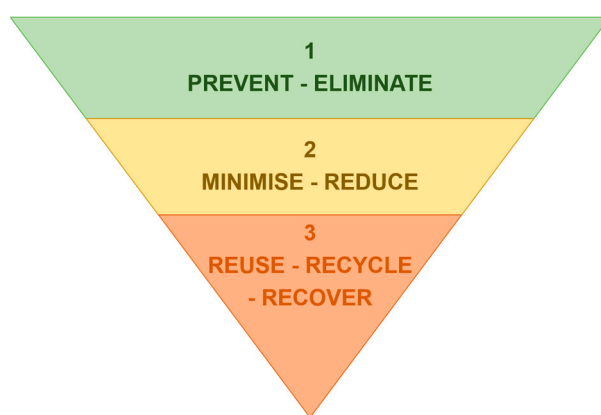 1
PREVENT - ELIMINATE
2
MINIMISE - REDUCE
3
REUSE - RECYCLE
- RECOVER